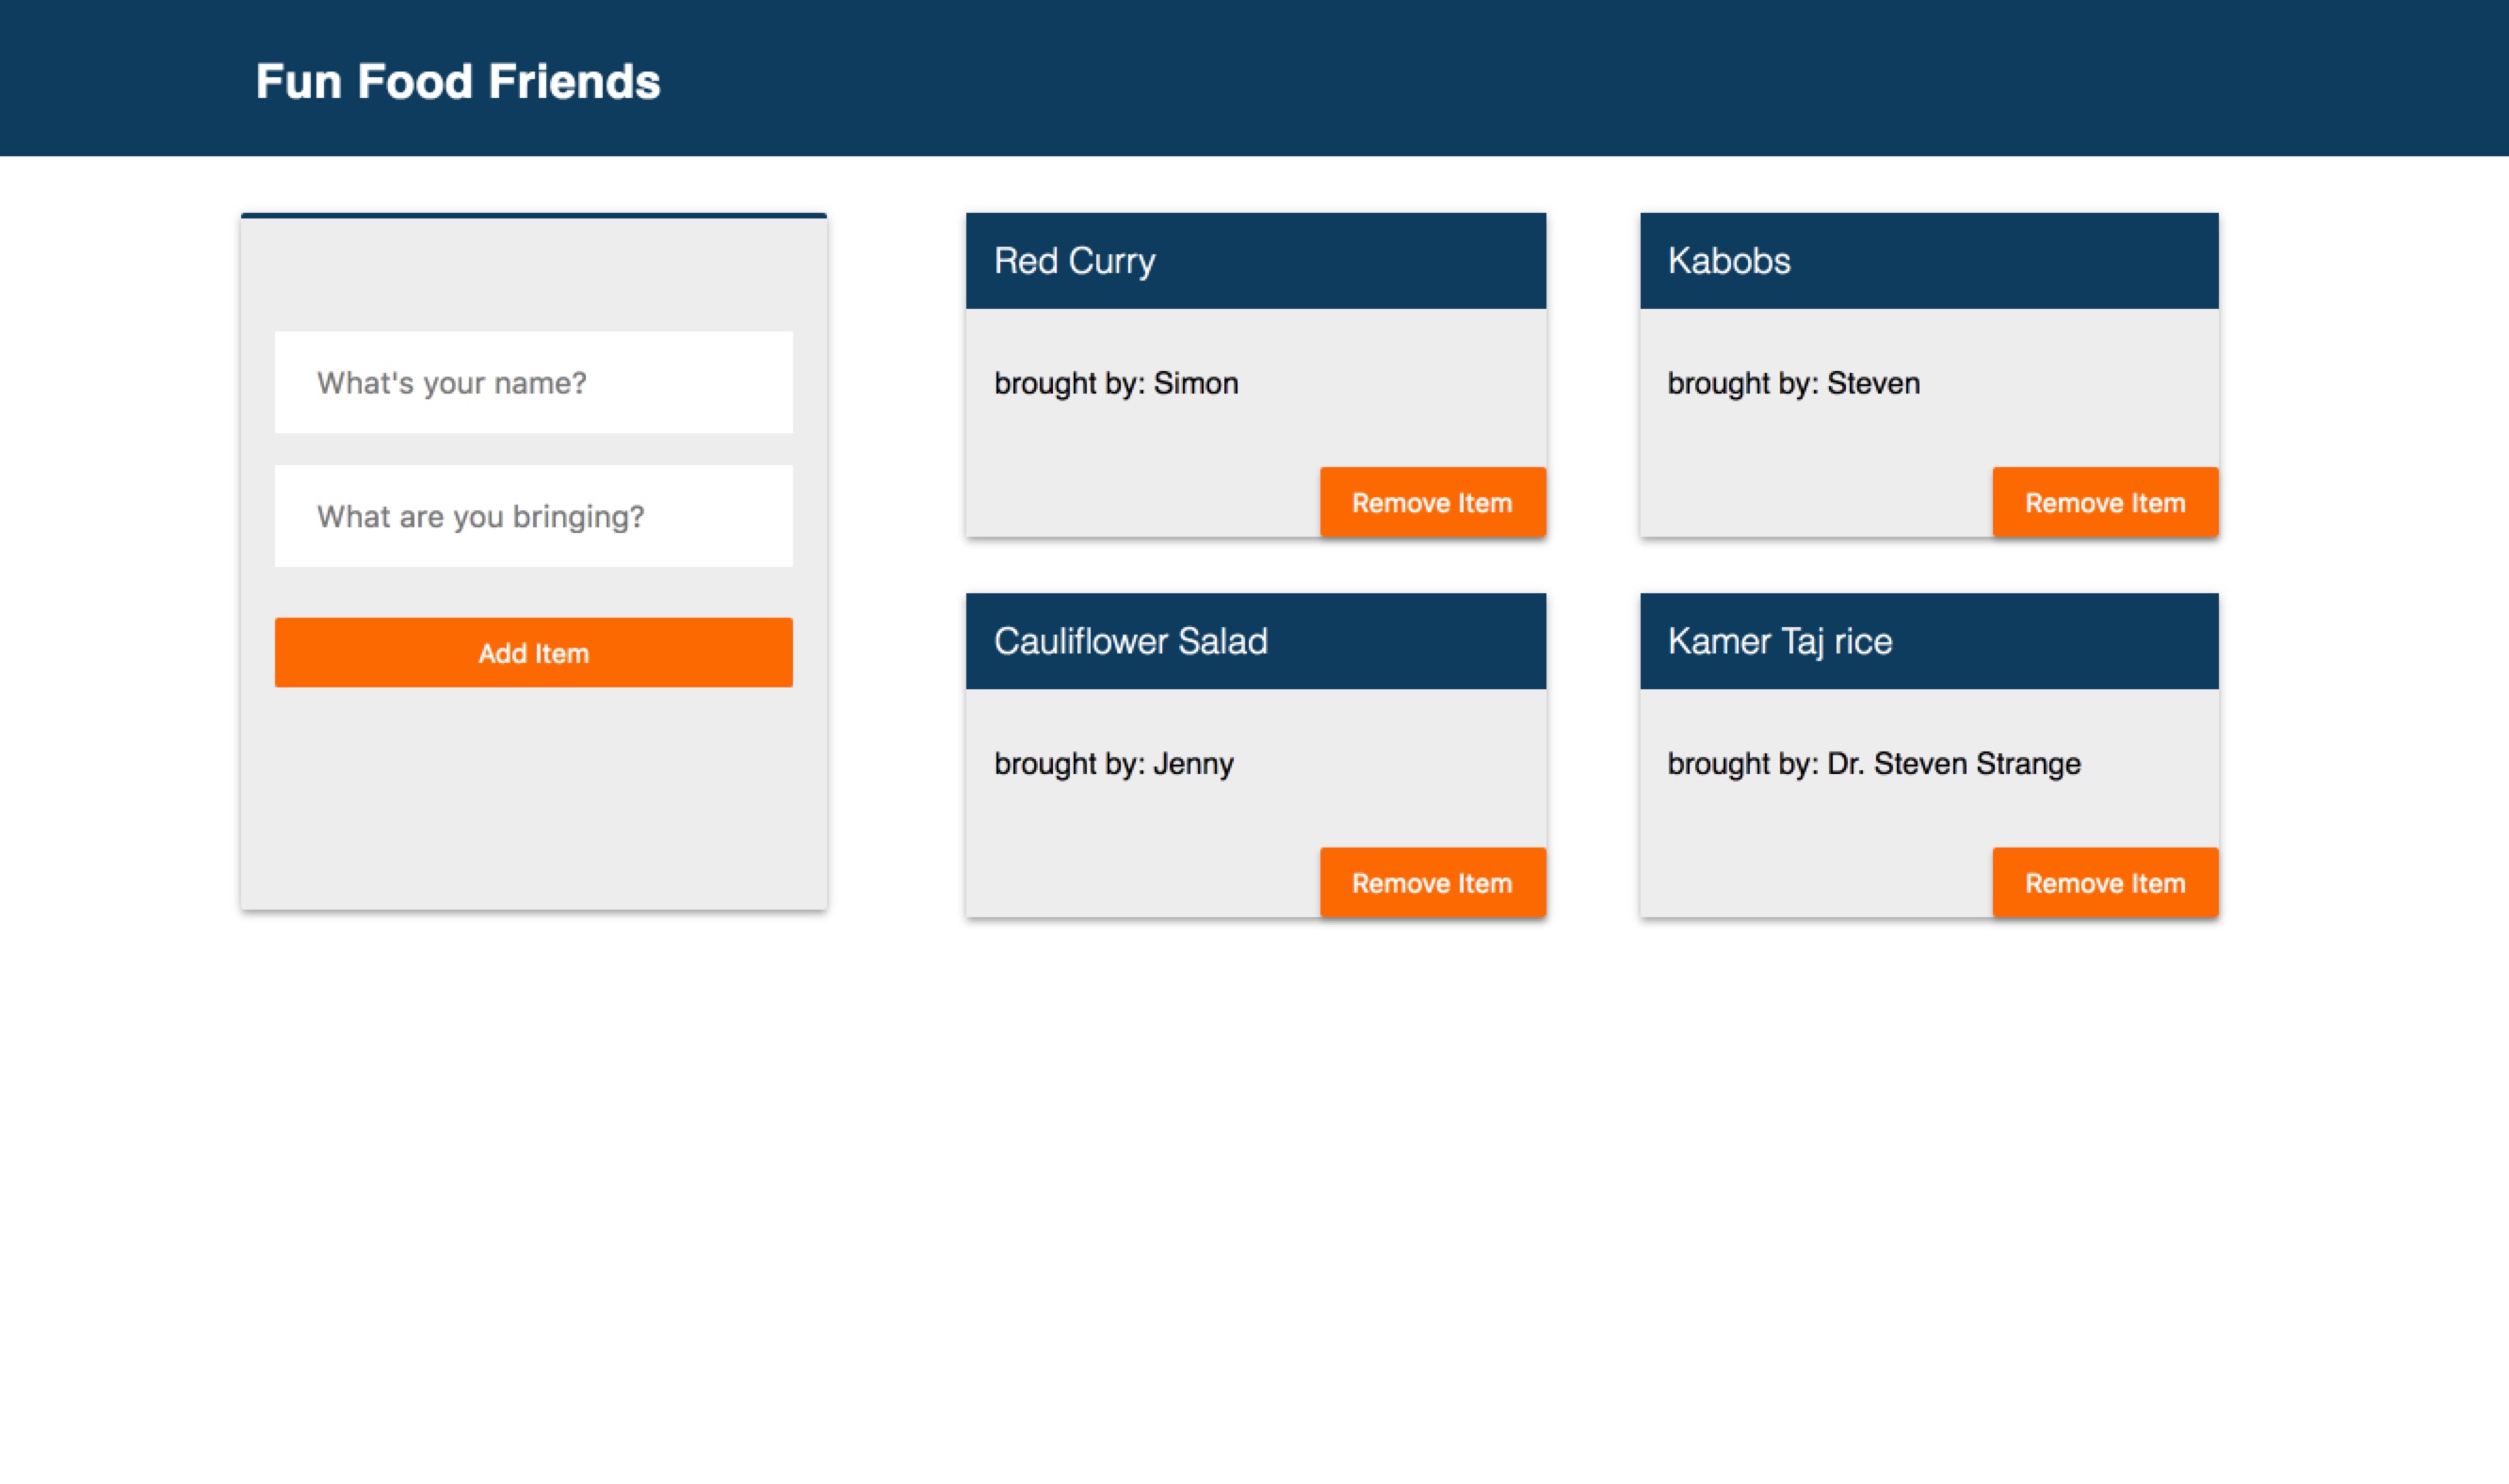 Fun Food Friends
What's your name?
What are you bringing?
Add Item
Red Curry
brought by: Simon
Remove Item
Kabobs
brought by: Steven
Remove Item
Cauliflower Salad
brought by: Jenny
Remove Item
Kamer Taj rice
brought by: Dr. Steven Strange
Remove Item